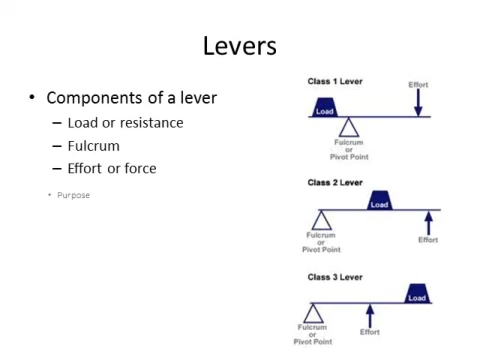 Levers
• Components of a lever
– Load or resistance
– Fulcrum
– Effort or force
• Purpose
Class 1 Lever
Effort
Load
Fulcrum
or
Pivot Point
Class 2 Lever
Load
Fulcrum
or
Pivot Point
Effort
Class 3 Lever
Load
Fulcrum
or
Pivot Point
Effort